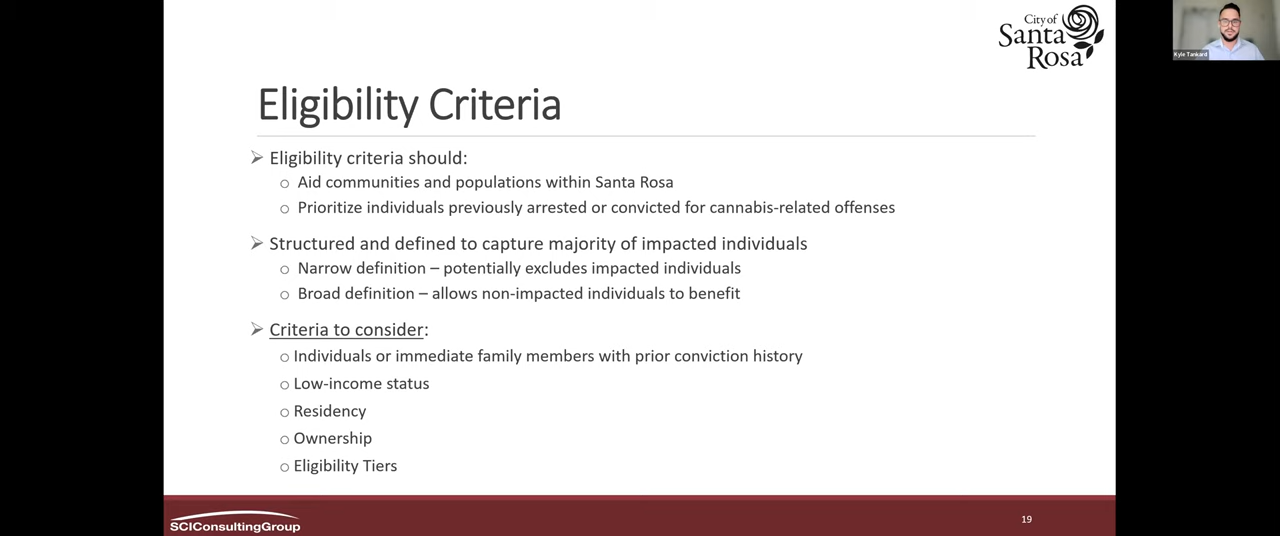 City of
Santa
Rosa
Kyle Tankard
Eligibility Criteria
Eligibility criteria should:
Aid communities and populations within Santa Rosa
Prioritize individuals previously arrested or convicted for cannabis-related offenses
Structured and defined to capture majority of impacted individuals
Narrow definition – potentially excludes impacted individuals
Broad definition – allows non-impacted individuals to benefit
Criteria to consider:
Individuals or immediate family members with prior conviction history
Low-income status
Residency
Ownership
Eligibility Tiers
SCIConsultingGroup
19